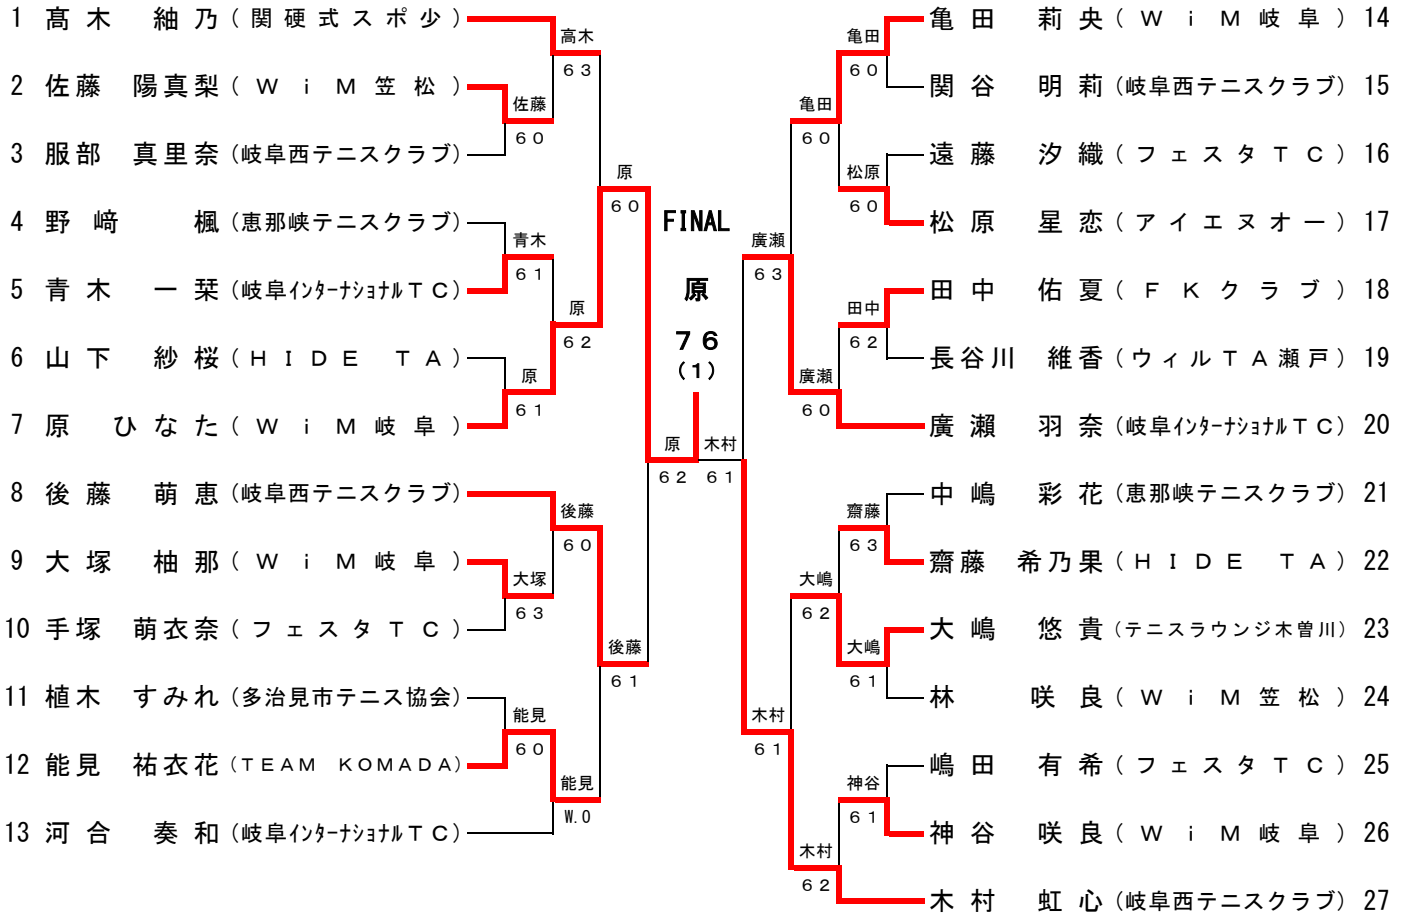 1 髙木 紬乃 (関硬式スポ少)
2 佐藤 陽真梨 (ＷｉＭ笠松)
3 服部 真里奈 (岐阜西テニスクラブ)
4 野﨑 楓 (恵那峡テニスクラブ)
5 青木 一栞 (岐阜ｲﾝﾀｰﾅｼｮﾅﾙＴＣ)
6 山下 紗桜 (ＨＩＤＥ ＴＡ)
7 原 ひなた (ＷｉＭ岐阜)
8 後藤 萌恵 (岐阜西テニスクラブ)
9 大塚 柚那 (ＷｉＭ岐阜)
10 手塚 萌衣奈 (フェスタＴＣ)
11 植木 すみれ (多治見市テニス協会)
12 能見 祐衣花 (TEAM KOMADA)
13 河合 奏和 (岐阜ｲﾝﾀｰﾅｼｮﾅﾙＴＣ)
高木
６３
佐藤
６０
原
６０
青木
６１
原
６２
原
６１
後藤
６０
大塚
６３
後藤
６１
能見
６０
能見
W.O
原
６２
FINAL
原
７６
(１)
木村
６１
亀田
６０
亀田
６０
松原
６０
廣瀬
６３
田中
６２
廣瀬
６０
齋藤
６３
大嶋
６２
大嶋
６１
木村
６１
神谷
６１
木村
６２
亀田 莉央 (ＷｉＭ岐阜) 14
関谷 明莉 (岐阜西テニスクラブ) 15
遠藤 汐織 (フェスタＴＣ) 16
松原 星恋 (アイエヌオー) 17
田中 佑夏 (ＦＫクラブ) 18
長谷川 維香 (ウィルＴＡ瀬戸) 19
廣瀬 羽奈 (岐阜ｲﾝﾀｰﾅｼｮﾅﾙＴＣ) 20
中嶋 彩花 (恵那峡テニスクラブ) 21
齋藤 希乃果 (ＨＩＤＥ ＴＡ) 22
大嶋 悠貴 (テニスラウンジ木曽川) 23
林 咲良 (ＷｉＭ笠松) 24
嶋田 有希 (フェスタＴＣ) 25
神谷 咲良 (ＷｉＭ岐阜) 26
木村 虹心 (岐阜西テニスクラブ) 27